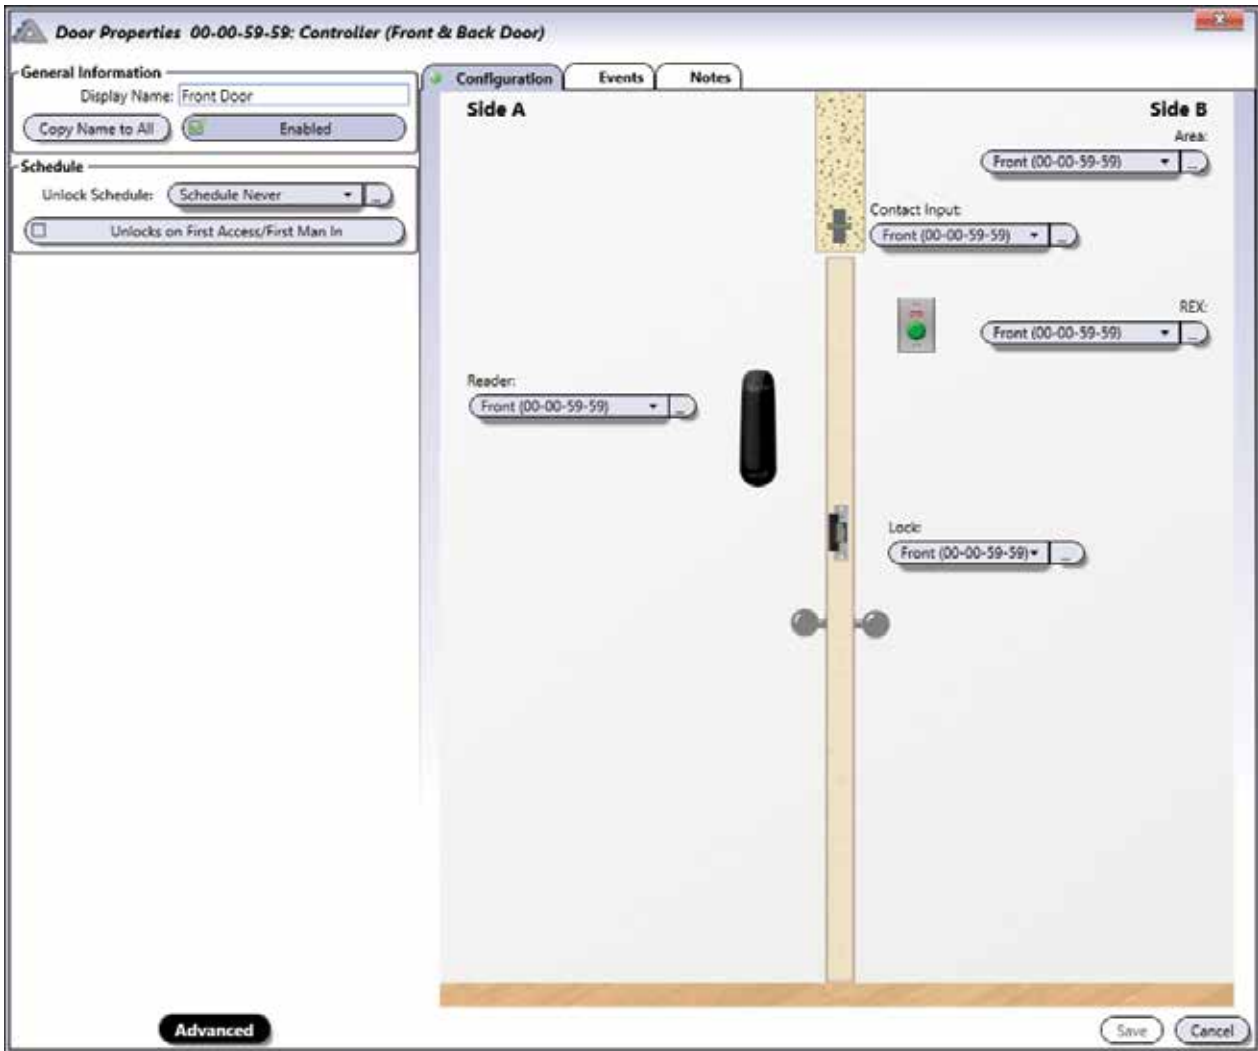 Door Properties 00-00-59-59: Controller (Front & Back Door)
General Information
Display Name: Front Door
Copy Name to All
Enabled
Schedule
Unlock Schedule: Schedule Never
...
Unlocks on First Access/First Man In
Configuration
Events
Notes
Side A
Side B
Area:
Front (00-00-59-59)
...
Contact Input:
Front (00-00-59-59)
...
REX:
Front (00-00-59-59)
...
Reader:
Front (00-00-59-59)
...
Lock:
Front (00-00-59-59)
...
Advanced
Save
Cancel